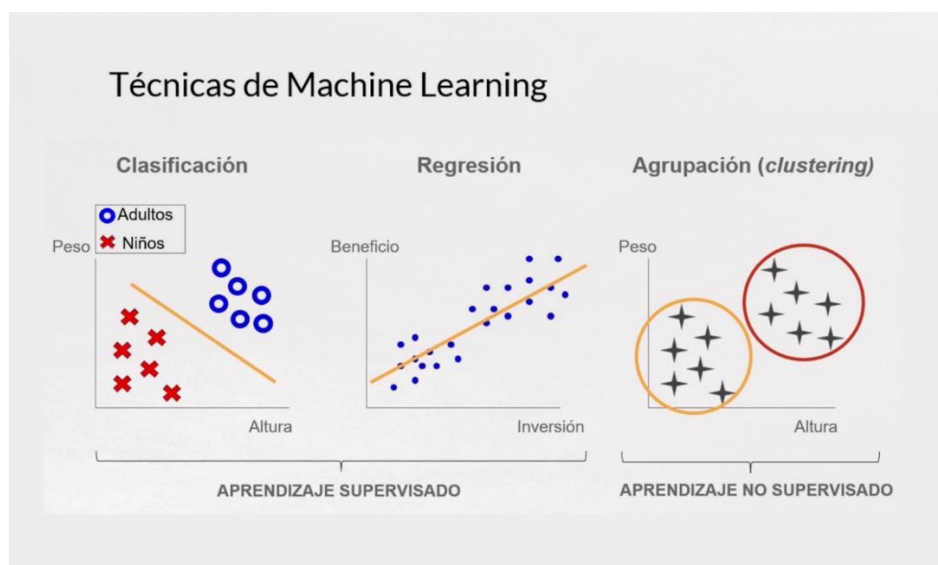 Técnicas de Machine Learning
Clasificación
Regresión
Agrupación (clustering)
Adultos
Niños
Peso
Altura
Beneficio
Inversión
Peso
Altura
APRENDIZAJE SUPERVISADO
APRENDIZAJE NO SUPERVISADO